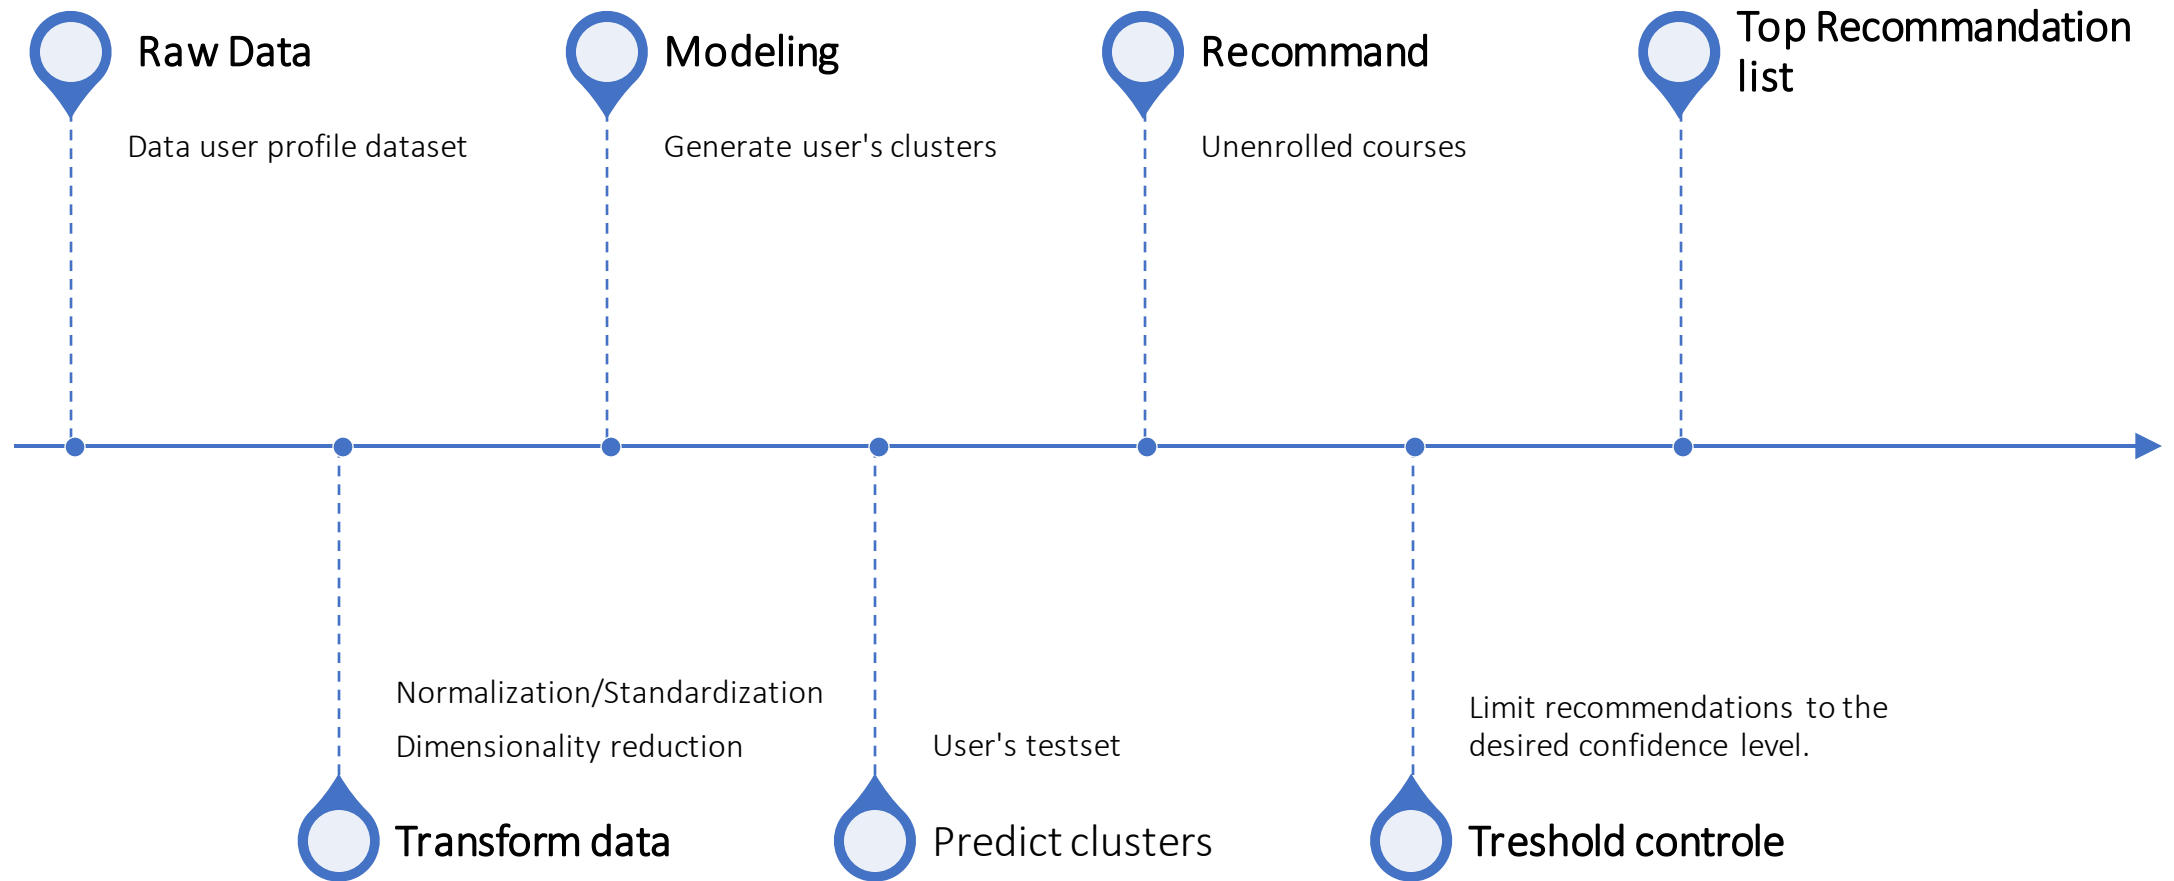 Raw Data
Data user profile dataset
Modeling
Generate user's clusters
Recommand
Unenrolled courses
Top Recommandation
list
Normalization/Standardization
Dimensionality reduction
Transform data
User's testset
Predict clusters
Limit recommendations to the
desired confidence level.
Treshold controle